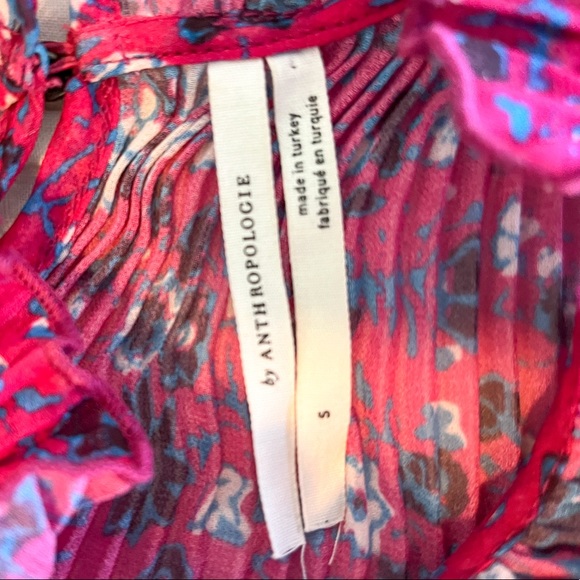 by ANTHROPOLOGIE
made in turkey
fabriqué en turquie
S